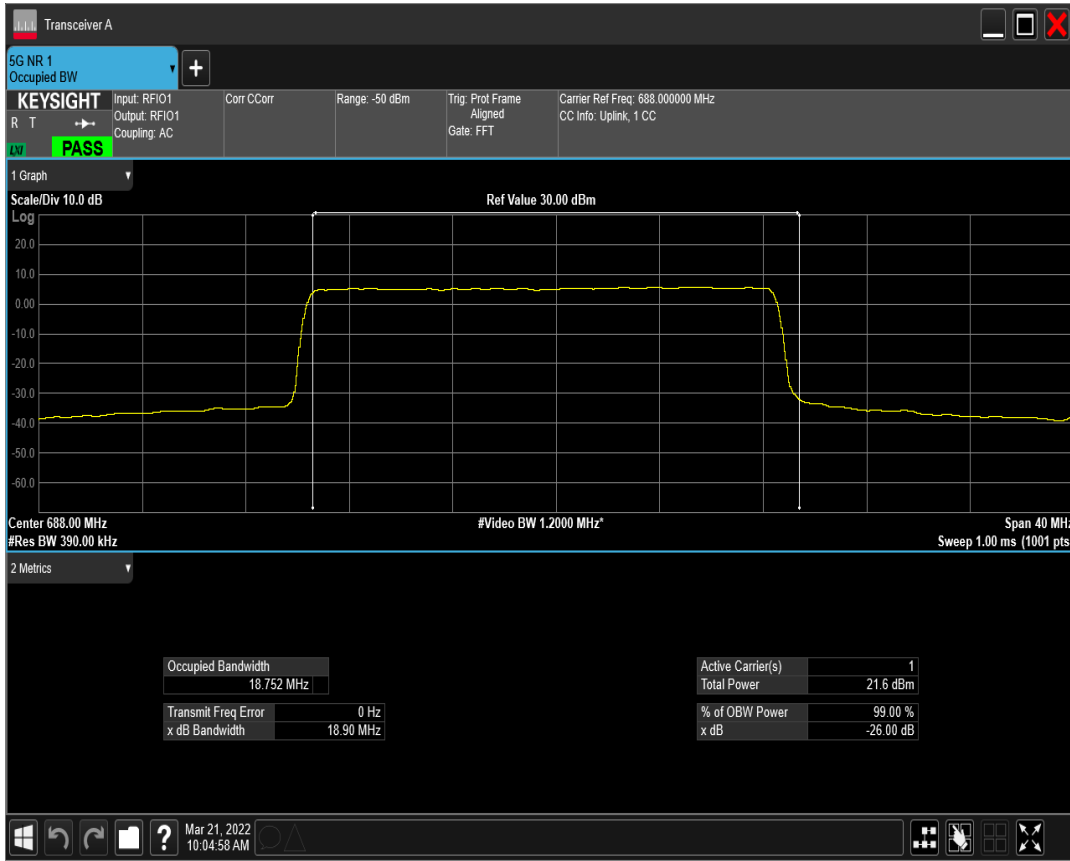 Transceiver A
5G NR 1
Occupied BW
+
KEYSIGHT
R T
LXI
PASS
Input: RFIO1
Output: RFIO1
Coupling: AC
Corr CCorr
Range: -50 dBm
Trig: Prot Frame
Aligned
Gate: FFT
Carrier Ref Freq: 688.000000 MHz
CC Info: Uplink, 1 CC
1 Graph
Scale/Div 10.0 dB
Ref Value 30.00 dBm
Log
20.0
10.0
0.00
-10.0
-20.0
-30.0
-40.0
-50.0
-60.0
Center 688.00 MHz
#Video BW 1.2000 MHz*
Span 40 MHz
#Res BW 390.00 kHz
Sweep 1.00 ms (1001 pts
2 Metrics
Occupied Bandwidth
18.752 MHz
Transmit Freq Error 0 Hz
x dB Bandwidth 18.90 MHz
Active Carrier(s) 1
Total Power 21.6 dBm
% of OBW Power 99.00 %
x dB -26.00 dB
?
Mar 21, 2022
10:04:58 AM